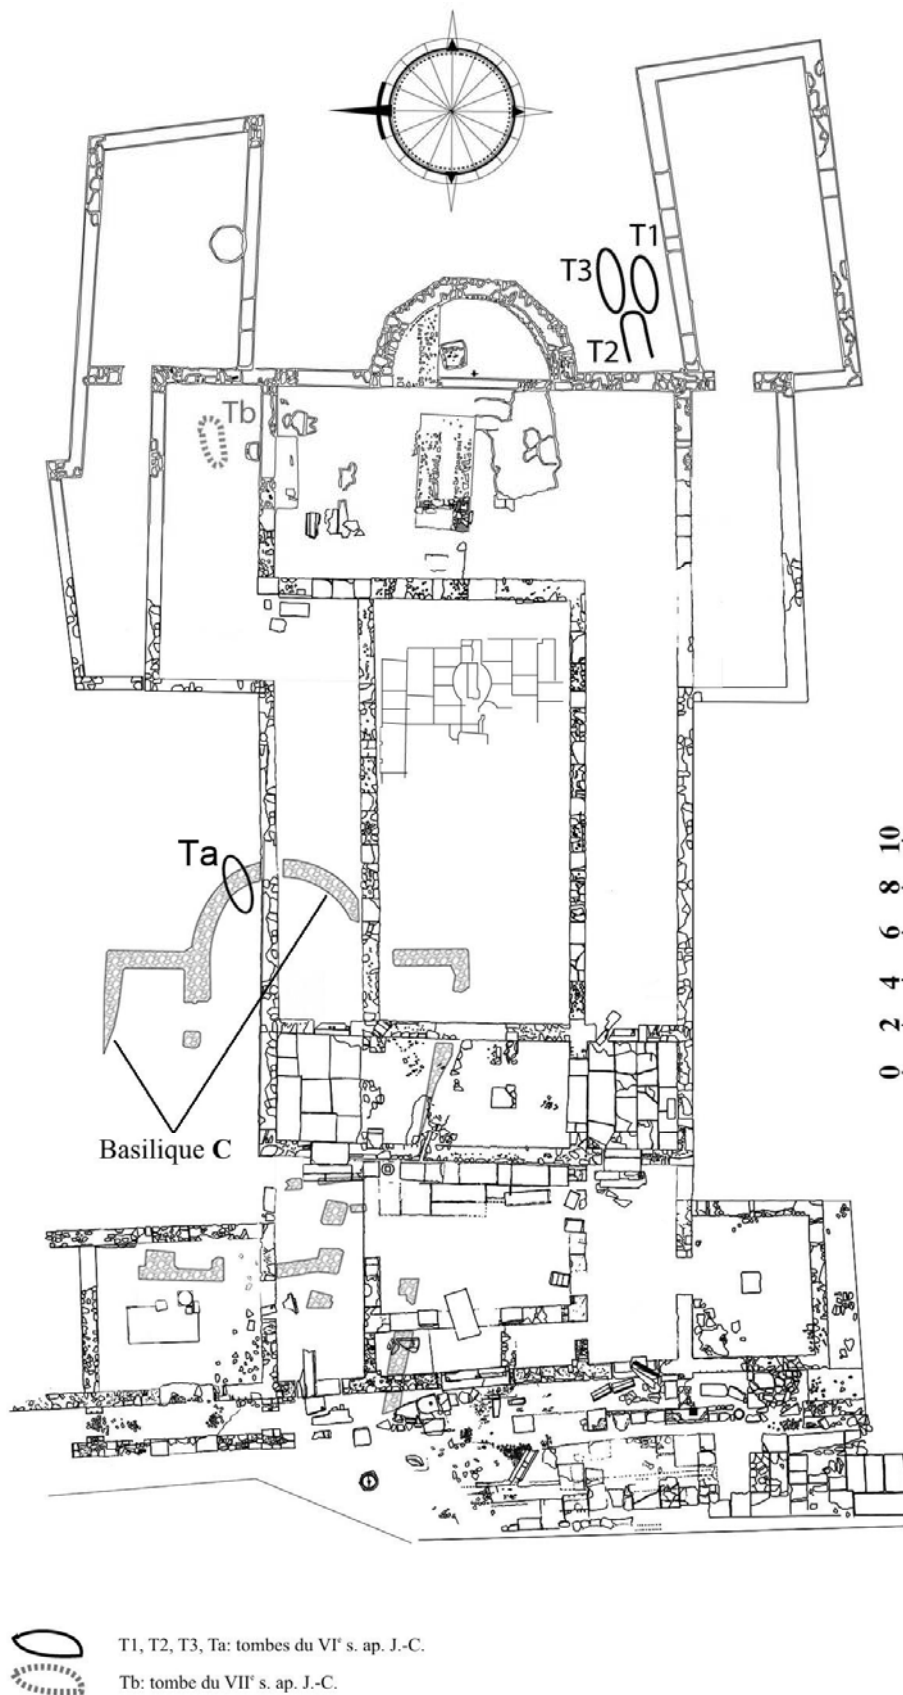 T1
T3
T2
Tb
Ta
Basilique C
0 2 4 6 8 10
T1, T2, T3, Ta: tombes du VIᵉ s. ap. J.-C.
Tb: tombe du VIIᵉ s. ap. J.-C.